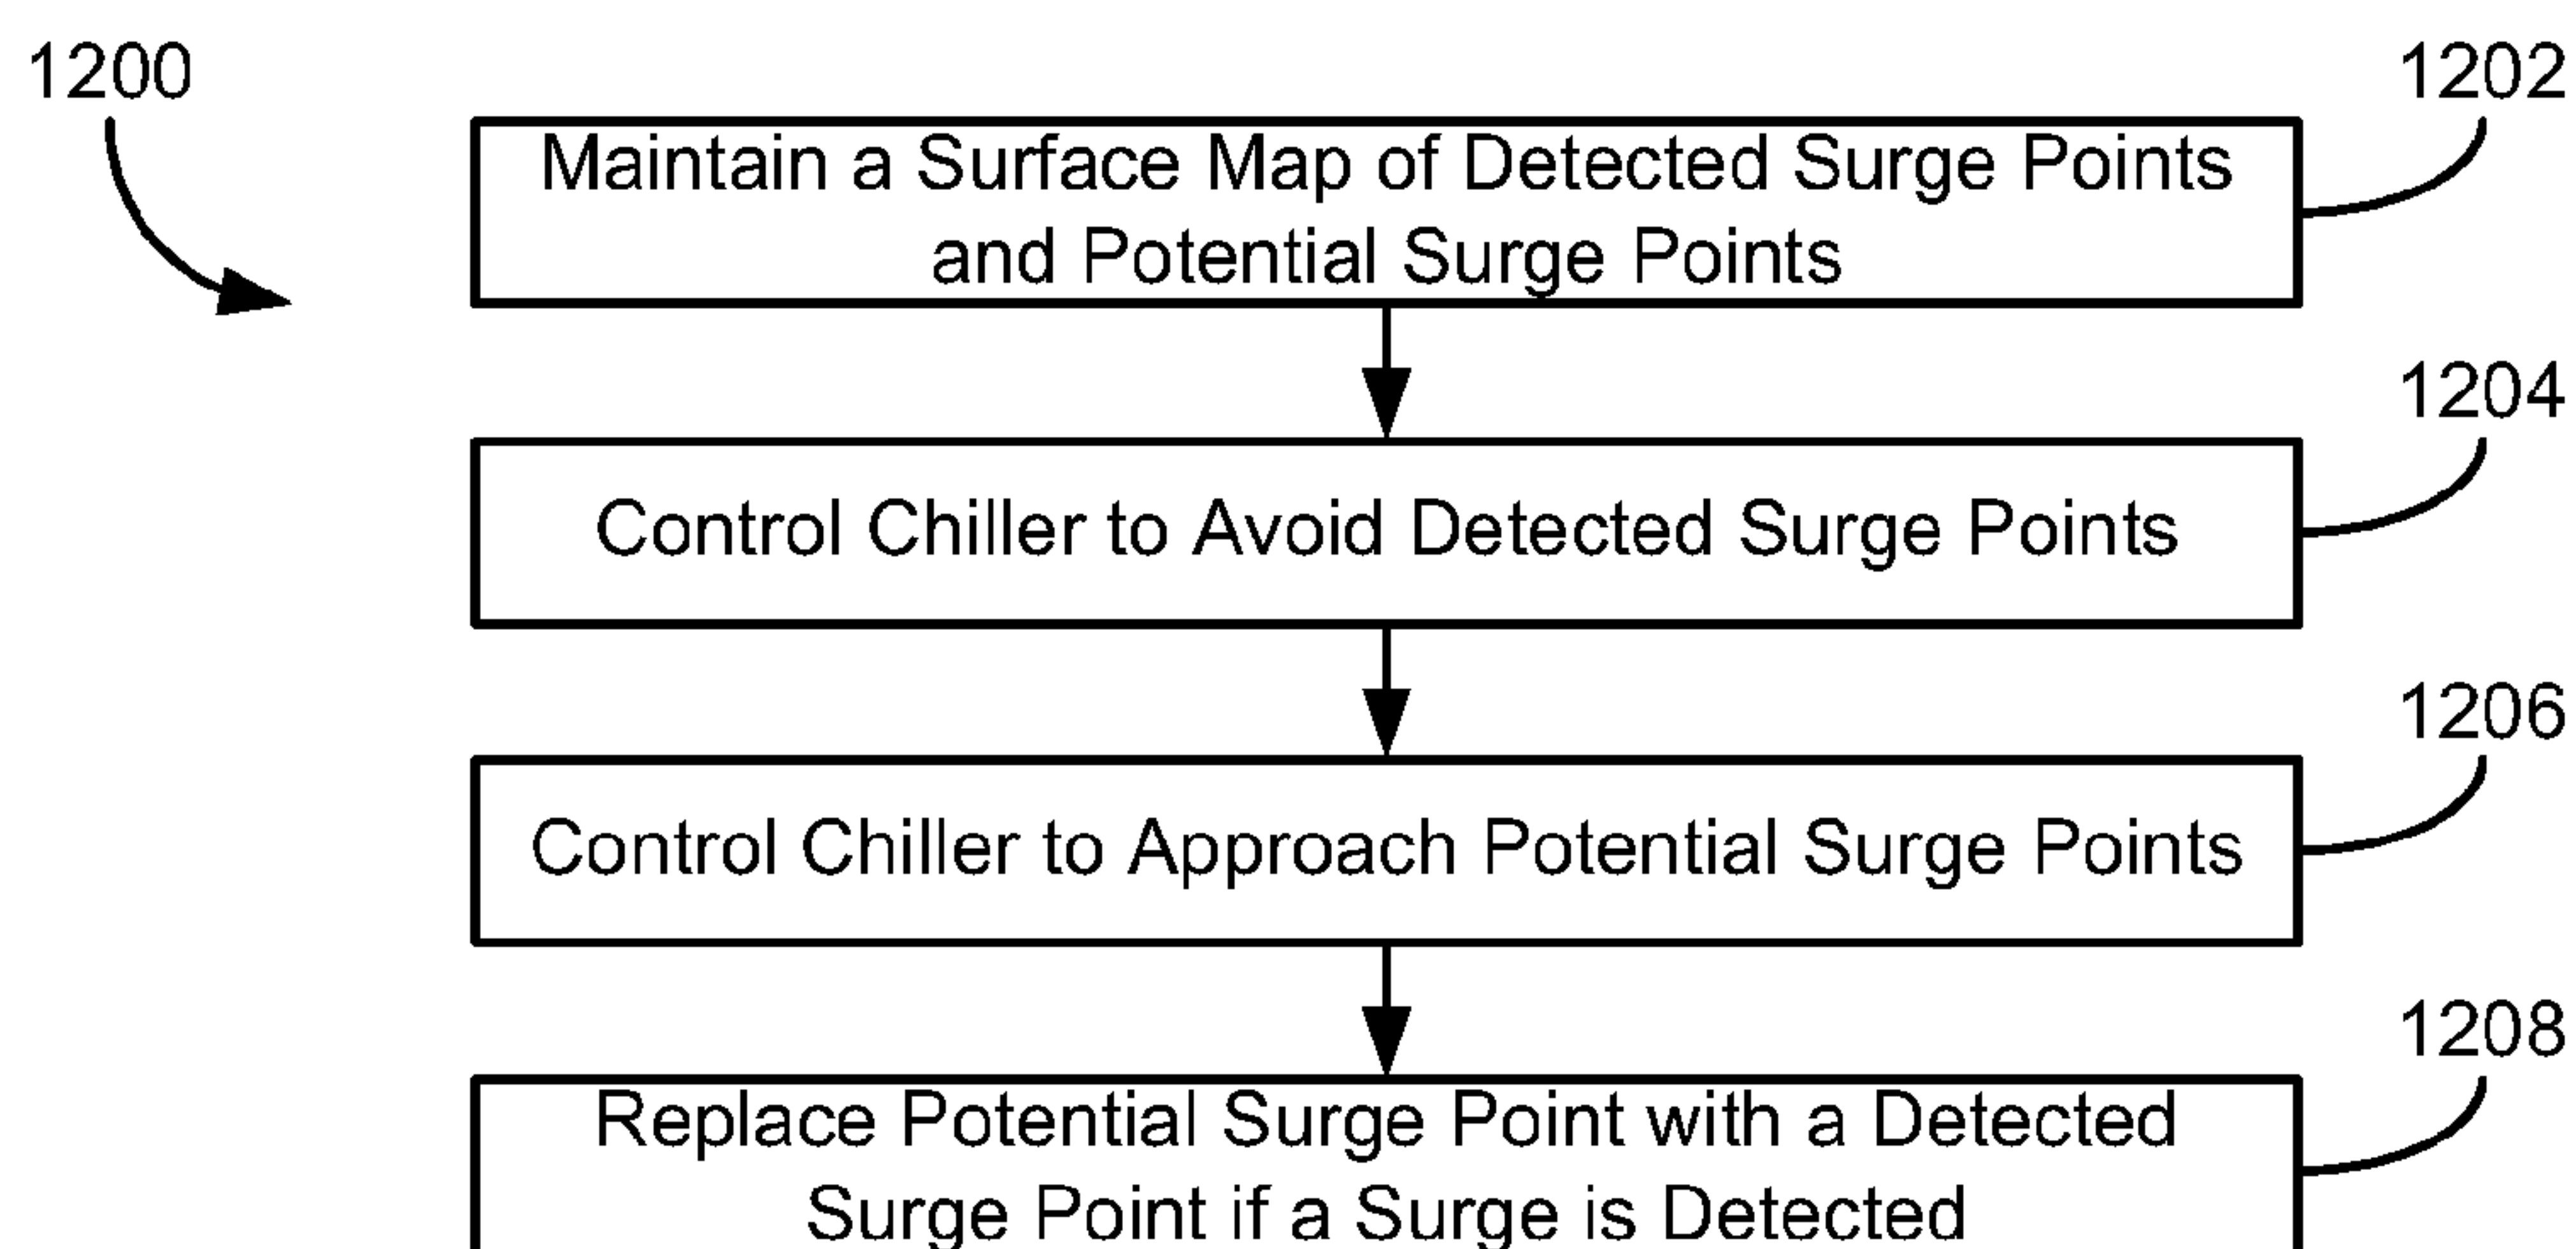 1200
1202
Maintain a Surface Map of Detected Surge Points
and Potential Surge Points
1204
Control Chiller to Avoid Detected Surge Points
1206
Control Chiller to Approach Potential Surge Points
1208
Replace Potential Surge Point with a Detected
Surge Point if a Surge is Detected